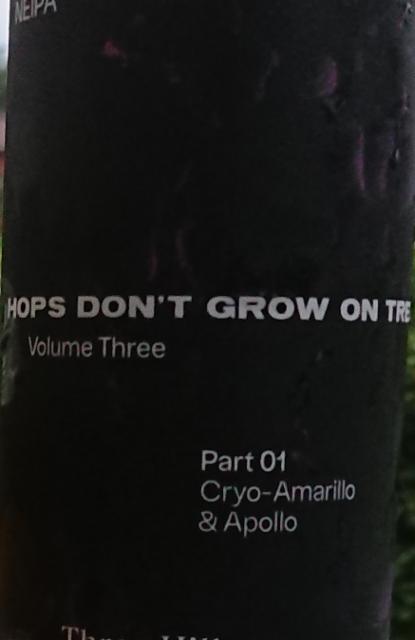 NEIPA
HOPS DON'T GROW ON TRE
Volume Three
Part 01
Cryo-Amarillo
& Apollo